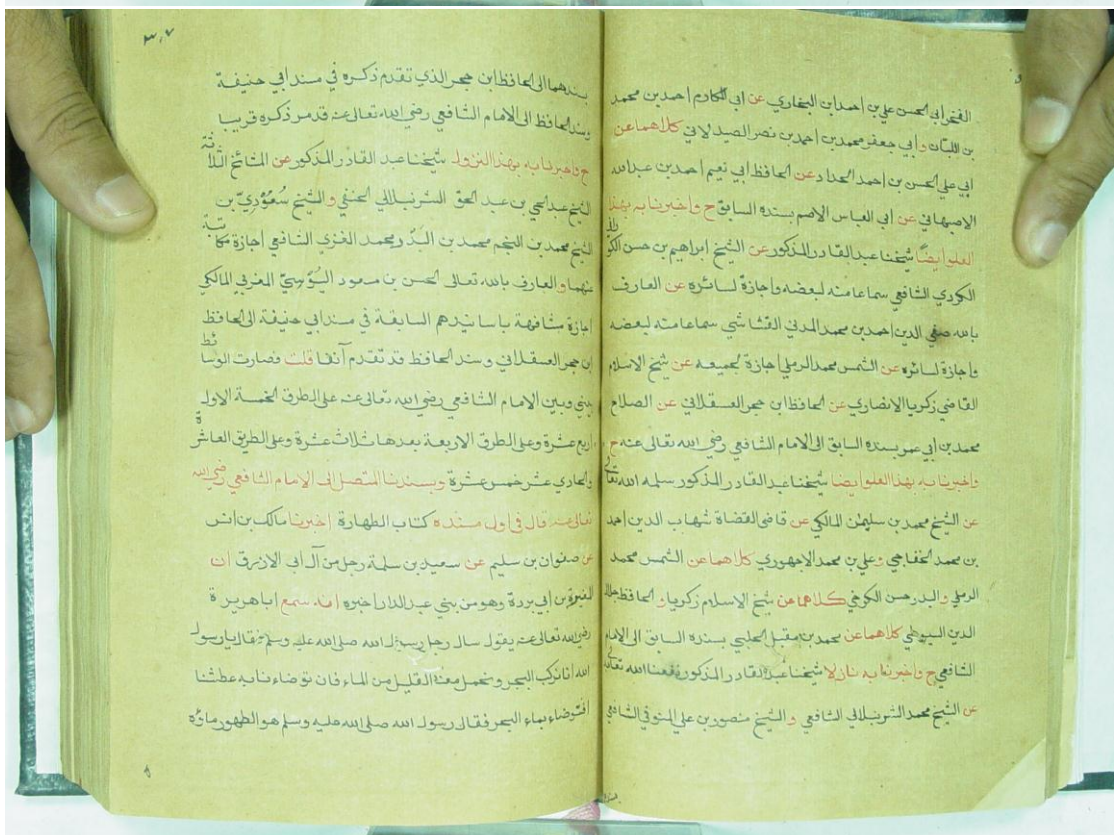 الفخر ابي الحسن علي بن احمد ابن البخاري عن ابي المكارم احمد بن محمد
بن اللبان و أبي جعفر محمد بن احمد بن نصر الصيدلاني كلاهما عن
ابي علي الحسن بن احمد الحداد عن الحافظ ابي نعيم احمد بن عبد الله
الاصبهاني عن ابي العباس الاصم بسنده السابق ح و اخبرنا به بهذا
العلو ايضاً شيخنا عبد القادر المذكور عن الشيخ ابراهيم بن حسن الكوراني
الكردي الشافعي سماعا منه لبعضه واجازة لسائره عن العارف
بالله صفي الدين احمد بن محمد المدني القشاشي سماعا منه لبعضه
واجازة لسائره عن الشمس محمد الرملي اجازة لجميعه عن شيخ الاسلام
القاضي زكريا الانصاري عن الحافظ ابن حجر العسقلاني عن الصلاح
محمد بن أبي عمر بسنده السابق الى الامام الشافعي رضي الله تعالى عنه ح
واخبرنا به بهذا العلو ايضا شيخنا عبد القادر المذكور سلمه الله تعالى
عن الشيخ محمد بن سليمن المالكي عن قاضي القضاة شهاب الدين احمد
بن محمد الخفاجي و علي بن محمد الاجهوري كلاهما عن الشمس محمد
الرملي و البدر حسن الكرخي كلاهما عن شيخ الاسلام زكريا و الحافظ جلال
الدين السيوطي كلاهما عن محمد بن مقبل الحلبي بسنده السابق الى الامام
الشافعي ح واخبرنا به نازلا شيخنا عبد القادر المذكور نفعنا الله تعالى به
عن الشيخ محمد الشرنبلالي الشافعي و الشيخ منصور بن علي المنوفي الشافعي
٣٠٧
بسندهما الى الحافظ ابن حجر الذي تقدم ذكره في مسند ابي حنيفة
وسند الحافظ الى الامام الشافعي رضي الله تعالى عنه قد مر ذكره قريبا
ح واخبرنا به بهذا النزول شيخنا عبد القادر المذكور عن المشائخ الثلاثة
الشيخ عبد الحي بن عبد الحق الشرنبلالي الحنفي و الشيخ سعودي بن
الشيخ محمد بن النجم محمد بن البدر محمد الغزي الشافعي اجازة مكاتبة
منهما و العارف بالله تعالى الحسن بن مسعود اليوسي المغربي المالكي
اجازة مشافهة باسانيدهم السابقة في مسند ابي حنيفة الى الحافظ
ابن حجر العسقلاني و سند الحافظ قد تقدم آنفا قلت فصارت الوسائط
بيني وبين الامام الشافعي رضي الله تعالى عنه على الطرق الخمسة الاول
اربع عشرة وعلى الطرق الاربعة بعدها ثلاث عشرة وعلى الطريق العاشرة
والحادي عشر خمس عشرة وبسندنا المتصل الى الامام الشافعي رضي الله
تعالى عنه قال في اول مسنده كتاب الطهارة اخبرنا مالك بن انس
عن صفوان بن سليم عن سعيد بن سلمة رجل من آل ابي الازرق ان
المغيرة بن ابي بردة وهو من بني عبد الدار اخبره انه سمع ابا هريرة
رضي الله تعالى عنه يقول سال رجل رسول الله صلى الله عليه وسلم فقال يا رسول
الله انا نركب البحر و نحمل معنا القليل من الماء فان توضاءنا به عطشنا
افنتوضاء بماء البحر فقال رسول الله صلى الله عليه وسلم هو الطهور ماؤه